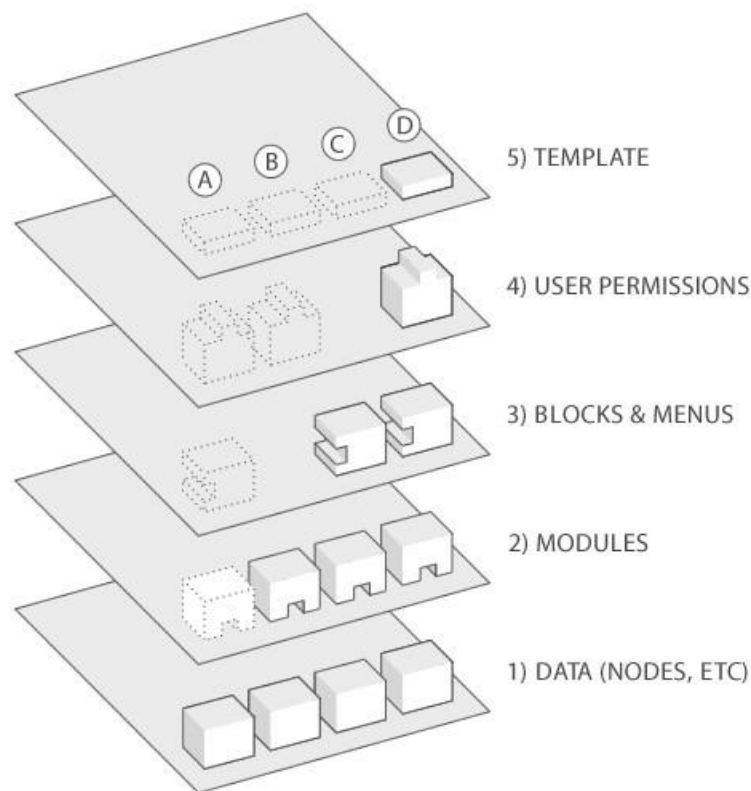 A
B
C
D
5) TEMPLATE
4) USER PERMISSIONS
3) BLOCKS & MENUS
2) MODULES
1) DATA (NODES, ETC)